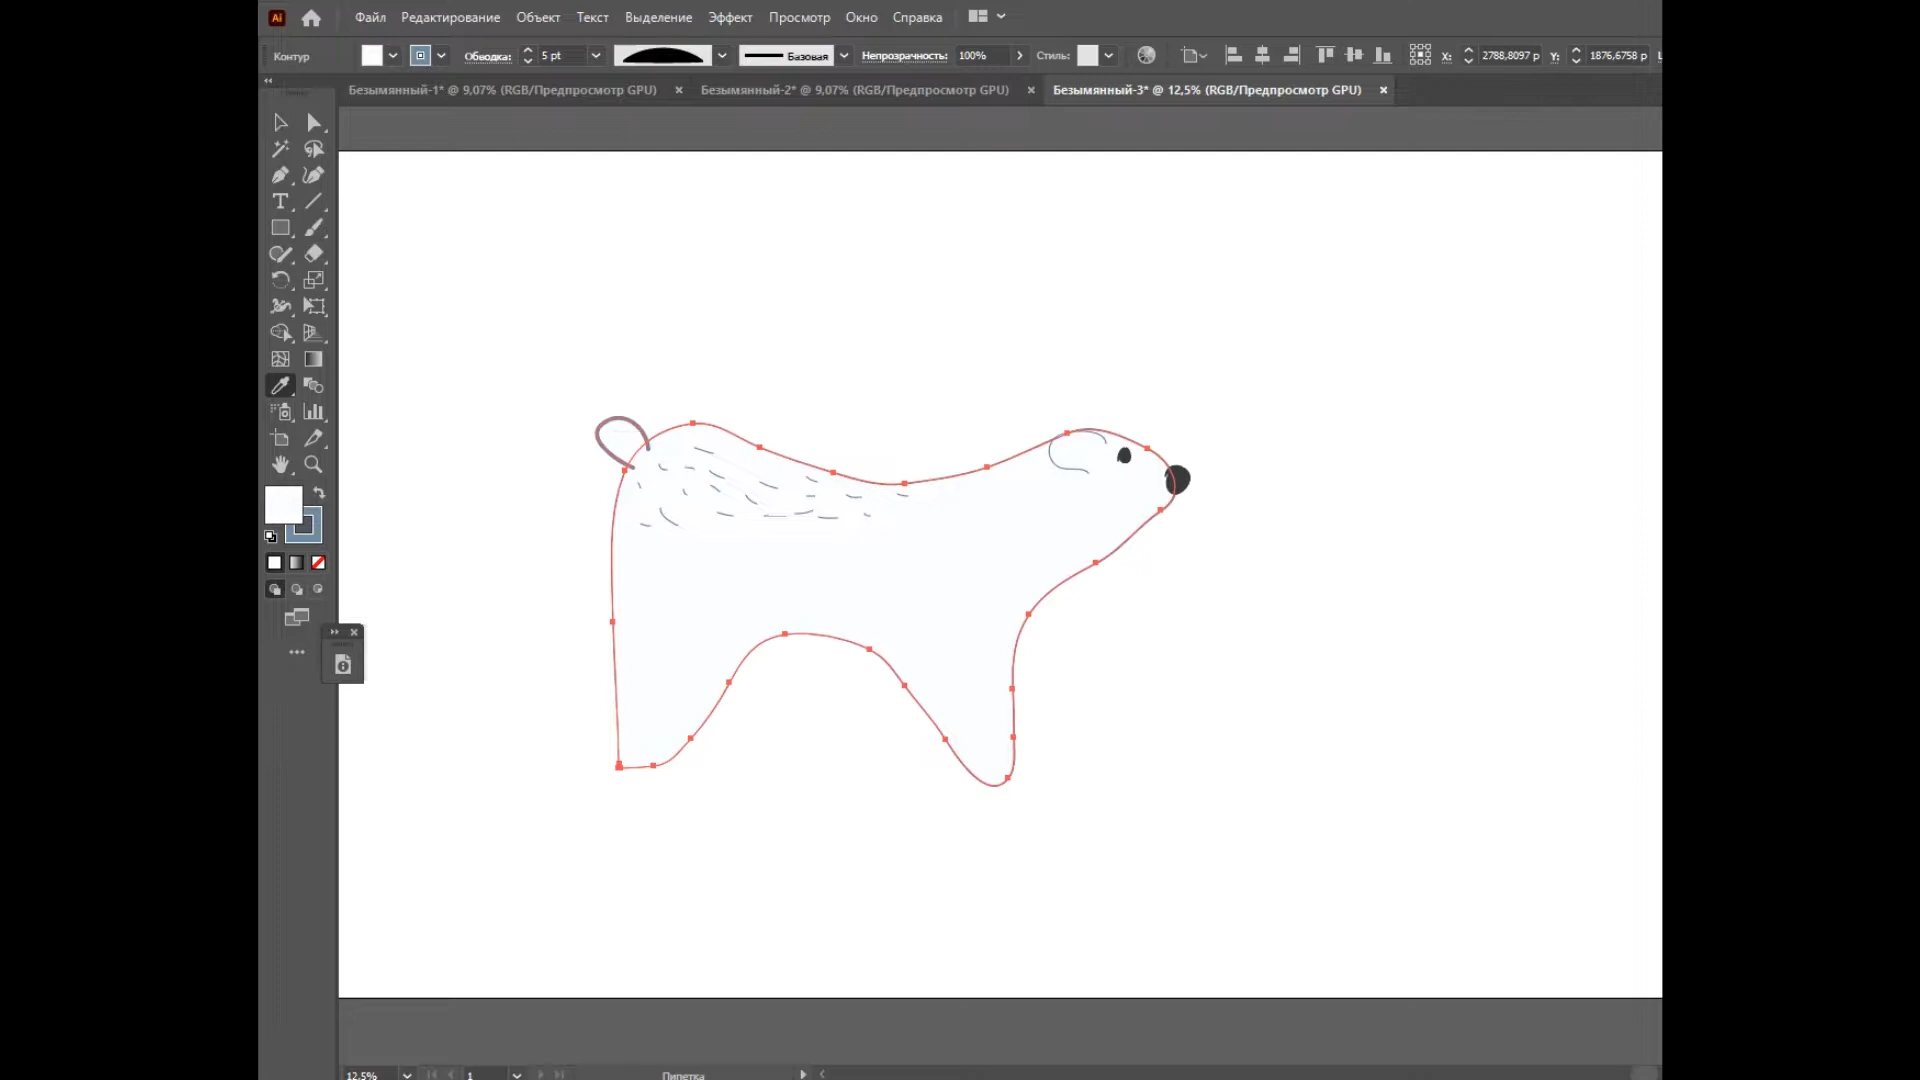 Ai Файл Редактирование Объект Текст Выделение Эффект Просмотр Окно Справка
Контур Обводка: 5 pt Базовая Непрозрачность: 100% Стиль: X: 2788,8097 p Y: 1876,6758 p
Безымянный-1* @ 9,07% (RGB/Предпросмотр GPU) Безымянный-2* @ 9,07% (RGB/Предпросмотр GPU) Безымянный-3* @ 12,5% (RGB/Предпросмотр GPU)
12,5% 1 Пипетка